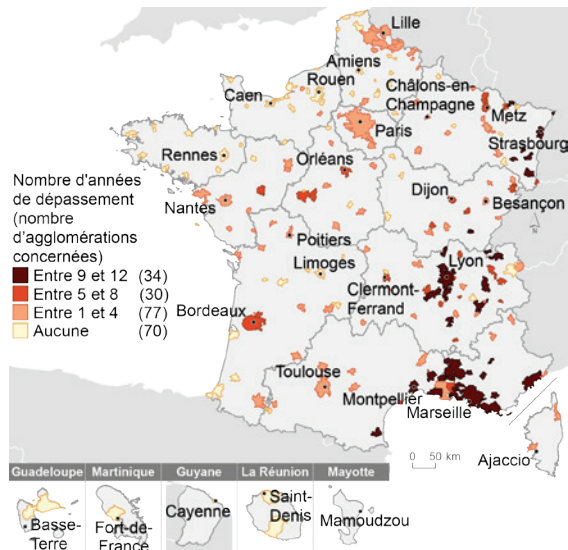 Lille
Amiens
Rouen
Caen
Châlons-en-
Champagne
Metz
Paris
Strasbourg
Rennes
Orléans
Nombre d'années
de dépassement
(nombre
d'agglomérations
concernées)
Entre 9 et 12 (34)
Entre 5 et 8 (30)
Entre 1 et 4 (77)
Aucune (70)
Nantes
Dijon
Besançon
N
Poitiers
Limoges
Lyon
Clermont-
Ferrand
Bordeaux
Toulouse
Montpellier
Marseille
0 50 km
Ajaccio
Guadeloupe Martinique Guyane La Réunion Mayotte
Basse-
Terre
Fort-de-
France
Cayenne
Saint-
Denis
Mamoudzou